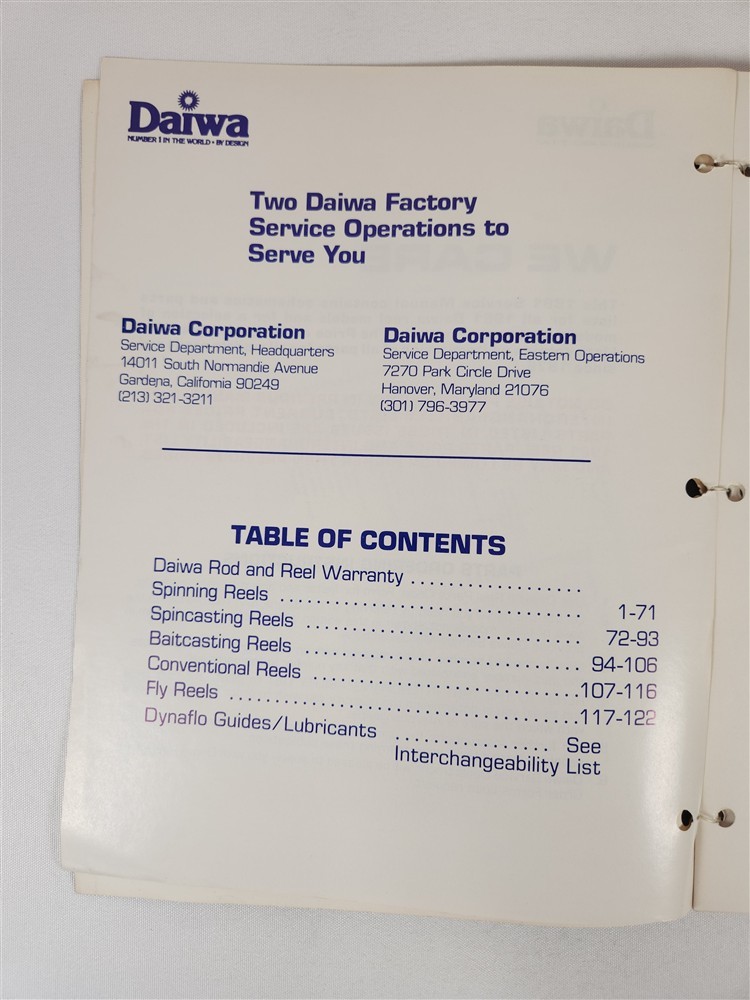 Daiwa
NUMBER 1 IN THE WORLD • BY DESIGN
Two Daiwa Factory
Service Operations to
Serve You
Daiwa Corporation
Service Department, Headquarters
14011 South Normandie Avenue
Gardena, California 90249
(213) 321-3211
Daiwa Corporation
Service Department, Eastern Operations
7270 Park Circle Drive
Hanover, Maryland 21076
(301) 796-3977
TABLE OF CONTENTS
Daiwa Rod and Reel Warranty ..................
Spinning Reels ................................ 1-71
Spincasting Reels ............................. 72-93
Baitcasting Reels ............................. 94-106
Conventional Reels ............................107-116
Fly Reels .....................................117-122
Dynaflo Guides/Lubricants ................ See
Interchangeability List